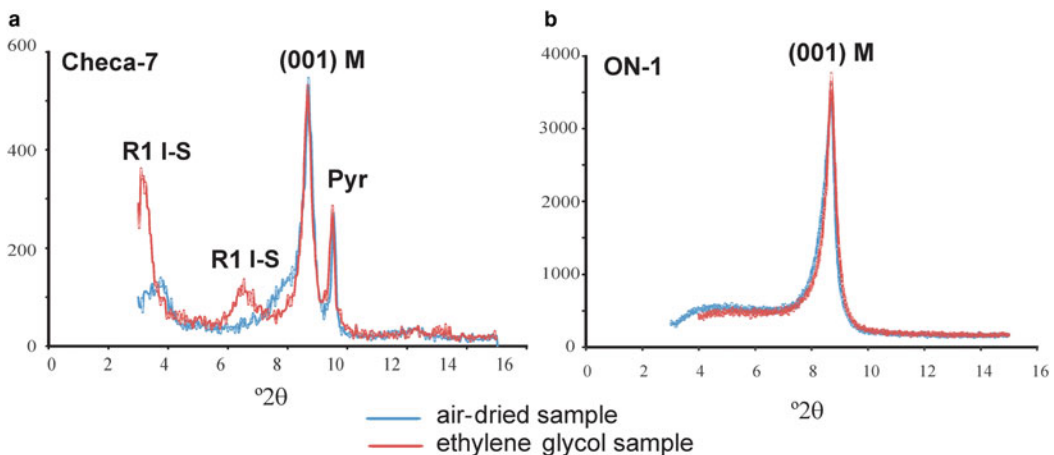 a
Checa-7
(001) M
R1 I-S
Pyr
R1 I-S
600
400
200
0
0 2 4 6 8 10 12 14 16
º2θ
b
ON-1
(001) M
4000
3000
2000
1000
0
0 2 4 6 8 10 12 14 16
º2θ
air-dried sample
ethylene glycol sample